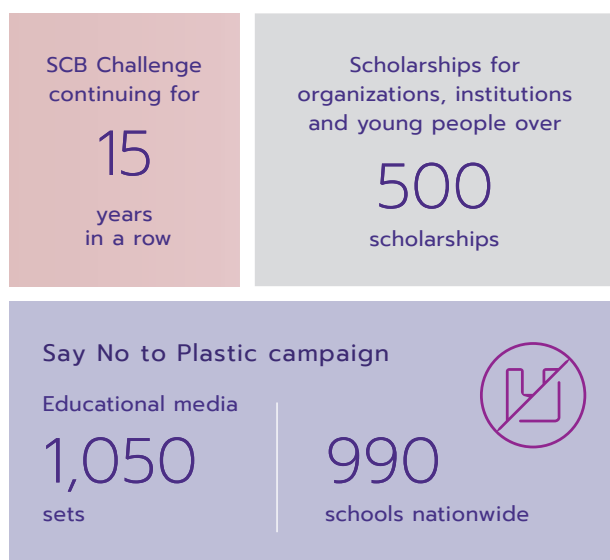 SCB Challenge
continuing for
15
years
in a row
Scholarships for
organizations, institutions
and young people over
500
scholarships
Say No to Plastic campaign
Educational media
1,050
sets
990
schools nationwide